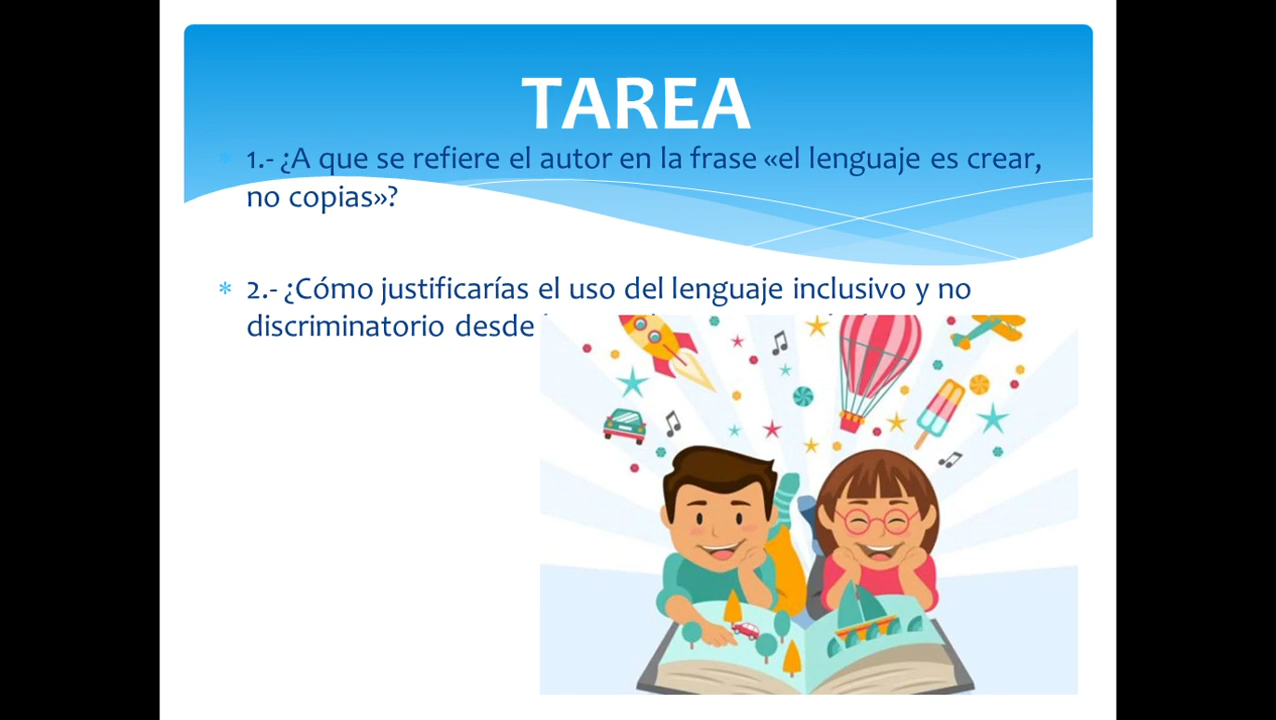 TAREA
1.- ¿A que se refiere el autor en la frase «el lenguaje es crear,
no copias»?
2.- ¿Cómo justificarías el uso del lenguaje inclusivo y no
discriminatorio desde